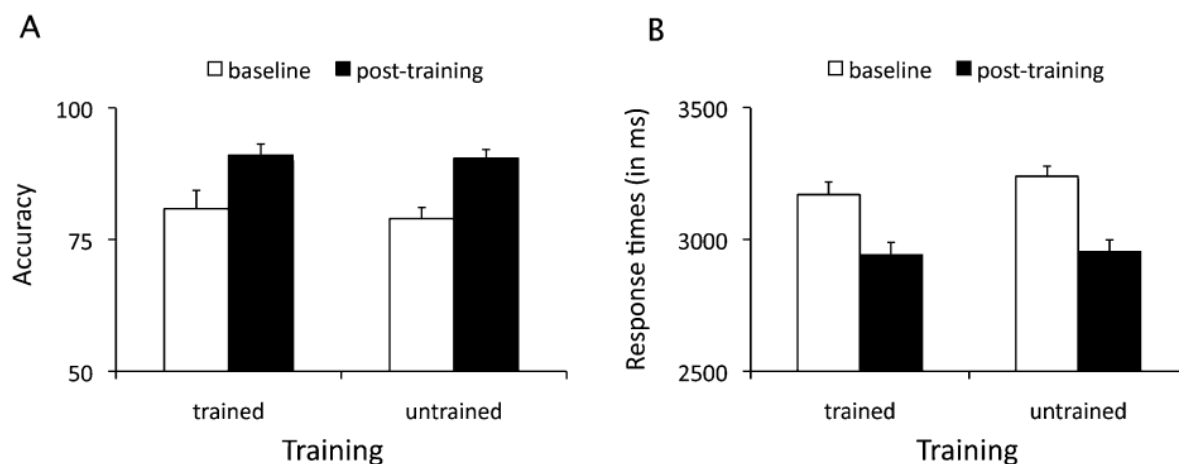 A
baseline post-training
100
75
50
Accuracy
trained untrained
Training
B
baseline post-training
3500
3000
2500
Response times (in ms)
trained untrained
Training